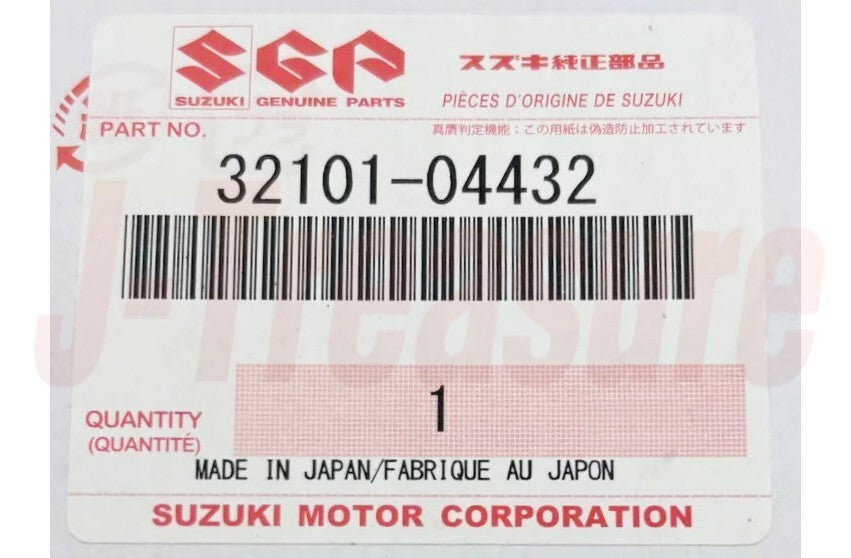 SGP
スズキ純正部品
SUZUKI GENUINE PARTS
PIÈCES D'ORIGINE DE SUZUKI
PART NO.
真贋判定機能：この用紙は偽造防止加工されています
32101-04432
J-Treasure
1
QUANTITY
(QUANTITÉ)
MADE IN JAPAN/FABRIQUE AU JAPON
SUZUKI MOTOR CORPORATION